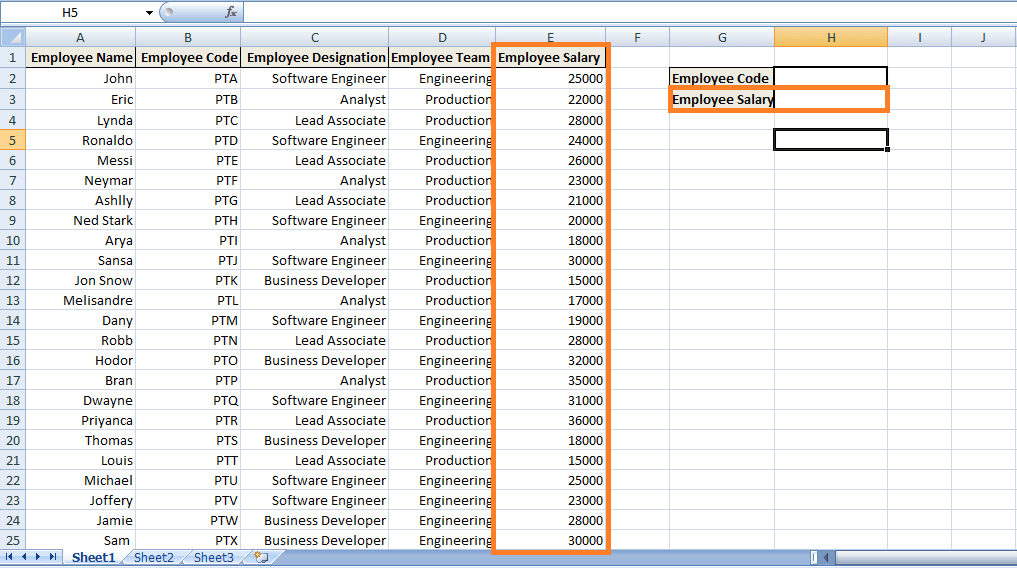 H5 fx
A B C D E F G H I J
1 Employee Name Employee Code Employee Designation Employee Team Employee Salary
2 John PTA Software Engineer Engineering 25000 Employee Code
3 Eric PTB Analyst Production 22000 Employee Salary
4 Lynda PTC Lead Associate Production 28000
5 Ronaldo PTD Software Engineer Engineering 24000
6 Messi PTE Lead Associate Production 26000
7 Neymar PTF Analyst Production 23000
8 Ashlly PTG Lead Associate Production 21000
9 Ned Stark PTH Software Engineer Engineering 20000
10 Arya PTI Analyst Production 18000
11 Sansa PTJ Software Engineer Engineering 30000
12 Jon Snow PTK Business Developer Production 15000
13 Melisandre PTL Analyst Production 17000
14 Dany PTM Software Engineer Engineering 19000
15 Robb PTN Lead Associate Production 28000
16 Hodor PTO Business Developer Engineering 32000
17 Bran PTP Analyst Production 35000
18 Dwayne PTQ Software Engineer Engineering 31000
19 Priyanca PTR Lead Associate Production 36000
20 Thomas PTS Business Developer Engineering 18000
21 Louis PTT Lead Associate Production 15000
22 Michael PTU Software Engineer Engineering 25000
23 Joffery PTV Software Engineer Engineering 23000
24 Jamie PTW Business Developer Engineering 28000
25 Sam PTX Business Developer Engineering 30000
Sheet1 Sheet2 Sheet3